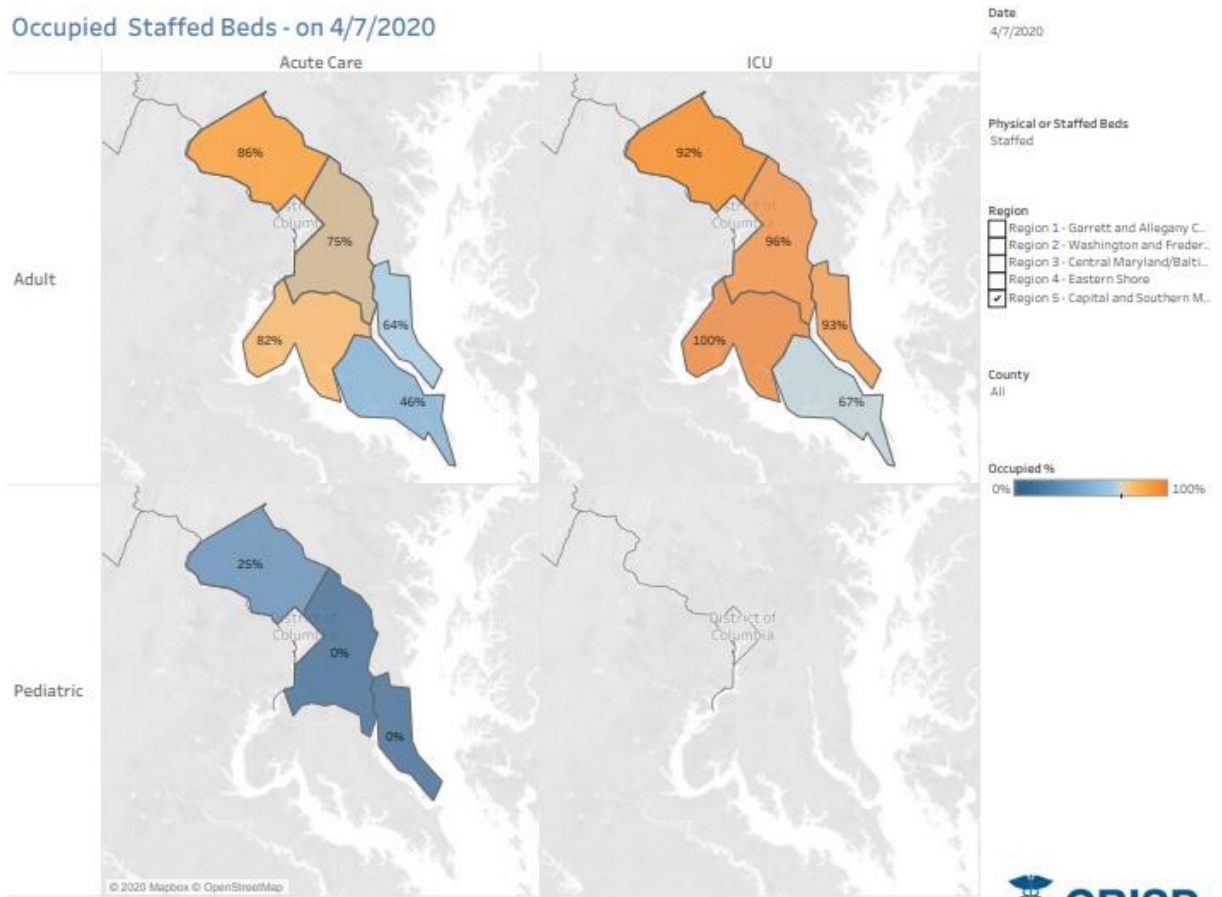 Occupied Staffed Beds - on 4/7/2020
Date
4/7/2020
Acute Care
ICU
Physical or Staffed Beds
Staffed
Region
Region 1 - Garrett and Allegany C..
Region 2 - Washington and Freder..
Region 3 - Central Maryland/Balti..
Region 4 - Eastern Shore
✔ Region 5 - Capital and Southern M..
County
All
Occupied %
0%
100%
Adult
86%
75%
82%
64%
46%
92%
96%
100%
93%
67%
Pediatric
25%
0%
0%
District of
Columbia
© 2020 Mapbox © OpenStreetMap